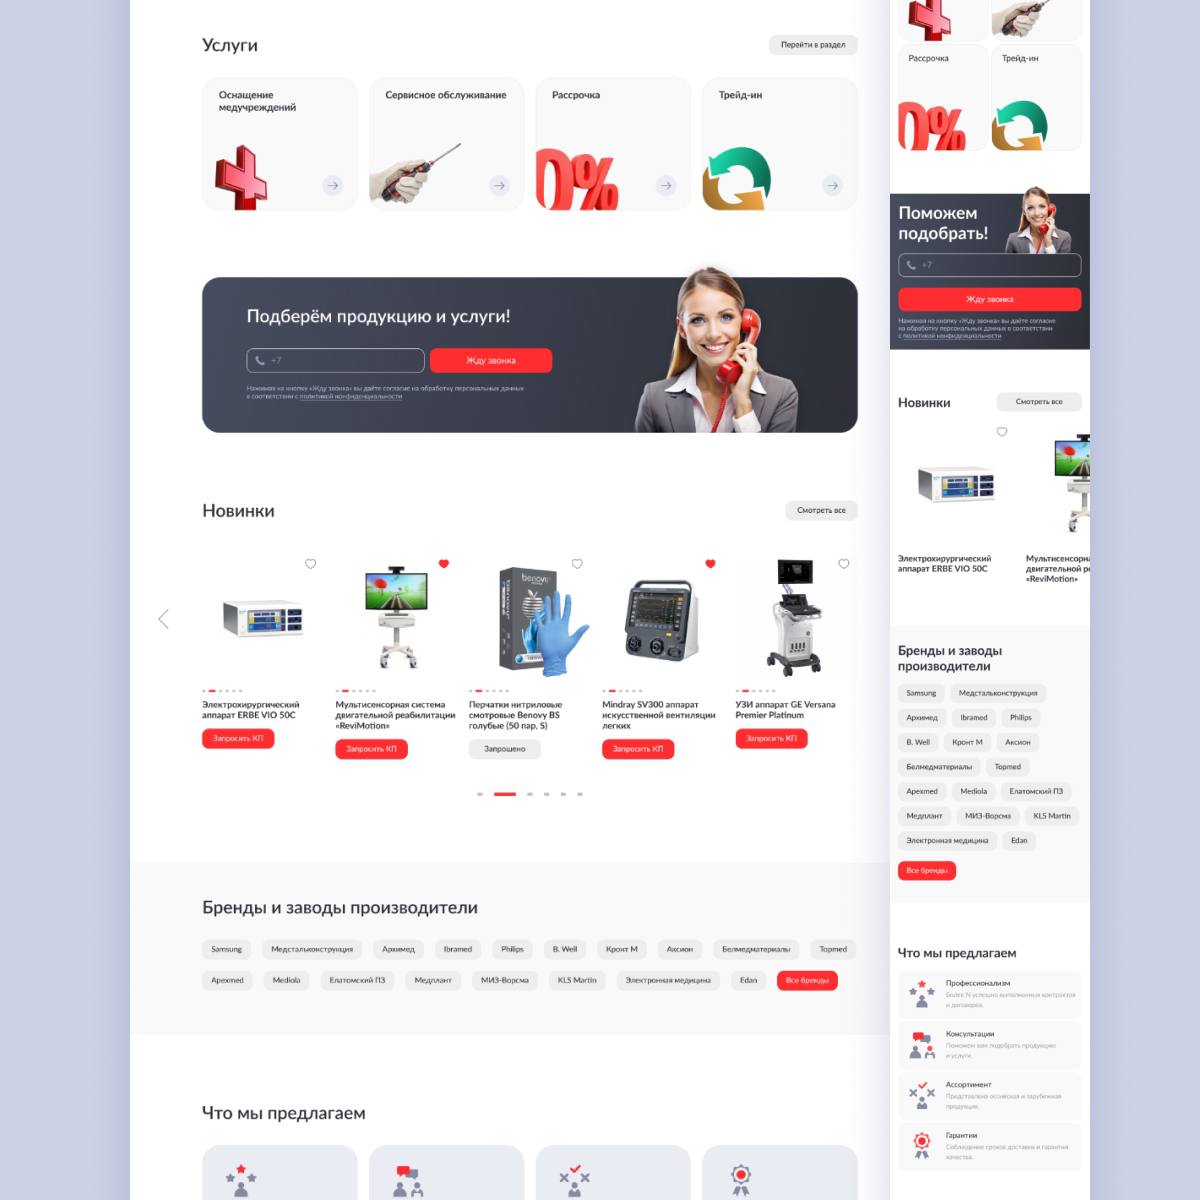 Услуги
Перейти в раздел
Оснащение
медучреждений
Сервисное обслуживание
Рассрочка
0%
Трейд-ин
Подберём продукцию и услуги!
+7
Жду звонка
Нажимая на кнопку «Жду звонка» вы даёте согласие на обработку персональных данных
в соответствии с политикой конфиденциальности
Новинки
Смотреть все
benovy
Электрохирургический
аппарат ERBE VIO 50C
Запросить КП
Мультисенсорная система
двигательной реабилитации
«ReviMotion»
Запросить КП
Перчатки нитриловые
смотровые Benovy BS
голубые (50 пар, S)
Запрошено
Mindray SV300 аппарат
искусственной вентиляции
легких
Запросить КП
УЗИ аппарат GE Versana
Premier Platinum
Запросить КП
Бренды и заводы производители
Samsung
Медстальконструкция
Архимед
Ibramed
Philips
B. Well
Кронт М
Аксион
Белмедматериалы
Topmed
Apexmed
Mediola
Елатомский ПЗ
Медплант
МИЗ-Ворсма
KLS Martin
Электронная медицина
Edan
Все бренды
Что мы предлагаем
Рассрочка
0%
Трейд-ин
Поможем
подобрать!
+7
Жду звонка
Нажимая на кнопку «Жду звонка» вы даёте согласие
на обработку персональных данных в соответствии
с политикой конфиденциальности
Новинки
Смотреть все
Электрохирургический
аппарат ERBE VIO 50C
Мультисенсорна
двигательной р
«ReviMotion»
Бренды и заводы
производители
Samsung
Медстальконструкция
Архимед
Ibramed
Philips
B. Well
Кронт М
Аксион
Белмедматериалы
Topmed
Apexmed
Mediola
Елатомский ПЗ
Медплант
МИЗ-Ворсма
KLS Martin
Электронная медицина
Edan
Все бренды
Что мы предлагаем
Профессионализм
Более N успешно выполненных контрактов
и договоров.
Консультации
Поможем вам подобрать продукцию
и услуги.
Ассортимент
Представлена оссийская и зарубежная
продукция.
Гарантии
Соблюдение сроков доставки и гарантия
качества.